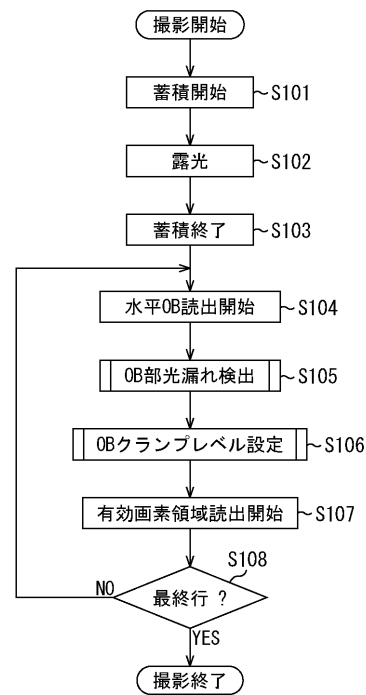 撮影開始
蓄積開始 S101
露光 S102
蓄積終了 S103
水平OB読出開始 S104
OB部光漏れ検出 S105
OBクランプレベル設定 S106
有効画素領域読出開始 S107
S108
最終行 ?
NO
YES
撮影終了